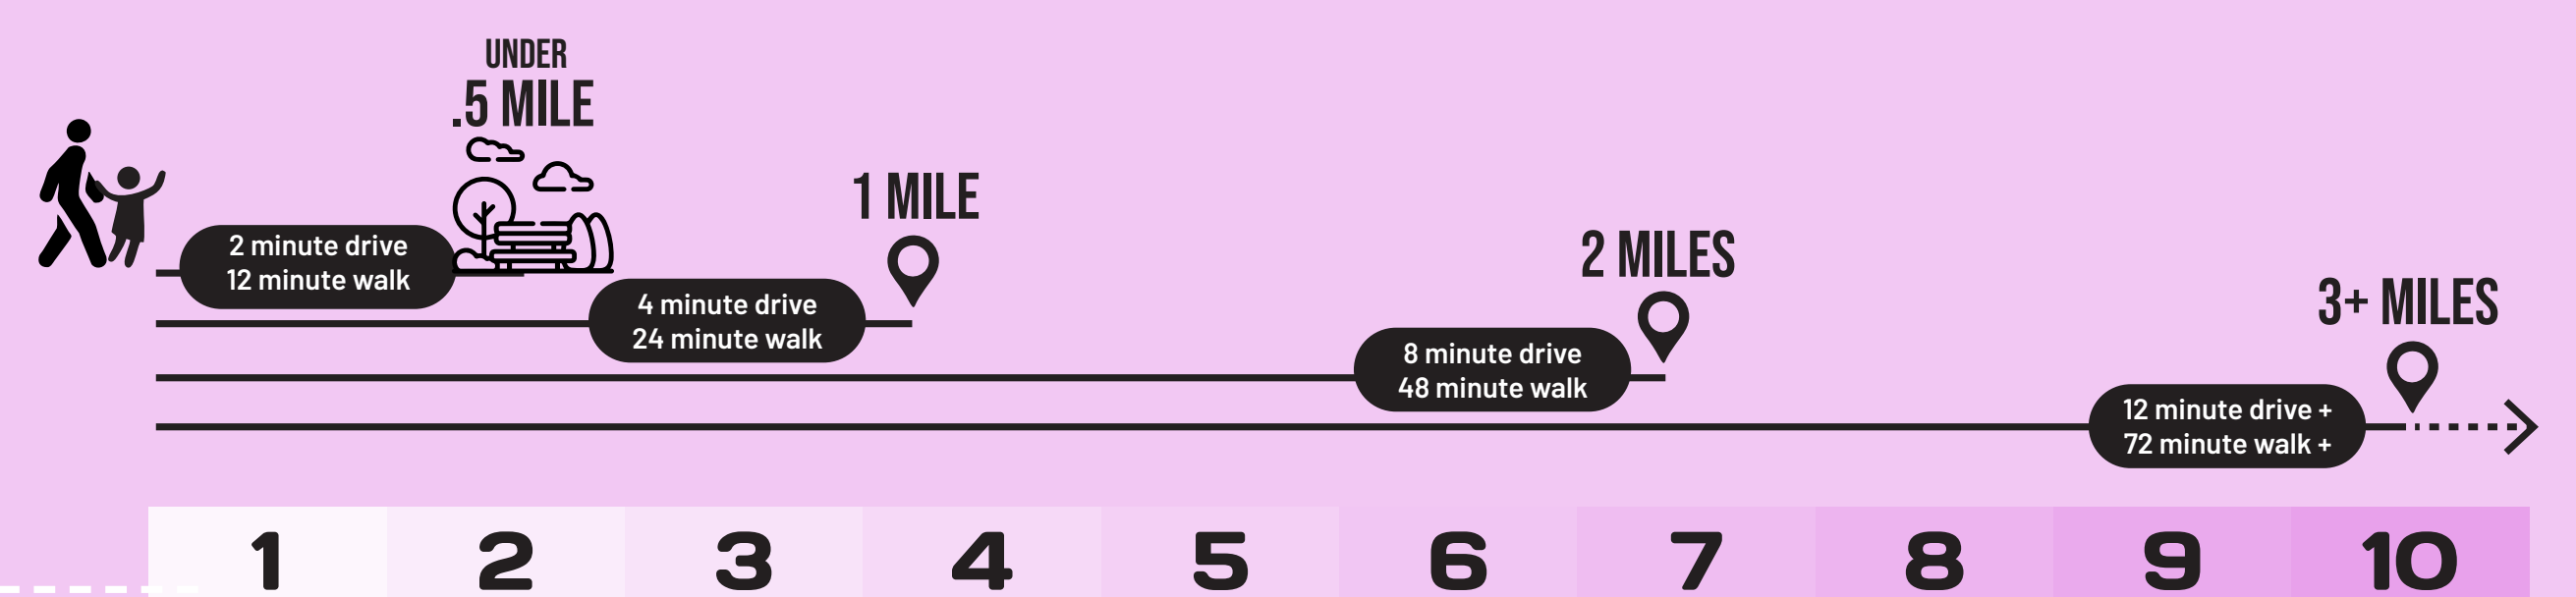 UNDER
.5 MILE
2 minute drive
12 minute walk
1 MILE
4 minute drive
24 minute walk
2 MILES
8 minute drive
48 minute walk
3+ MILES
12 minute drive +
72 minute walk +
1 2 3 4 5 6 7 8 9 10